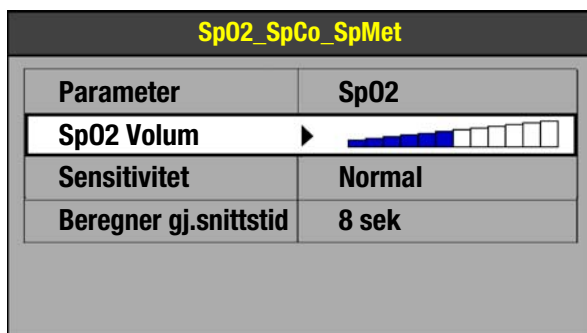 SpO2_SpCo_SpMet
Parameter SpO2
SpO2 Volum
Sensitivitet Normal
Beregner gj.snittstid 8 sek